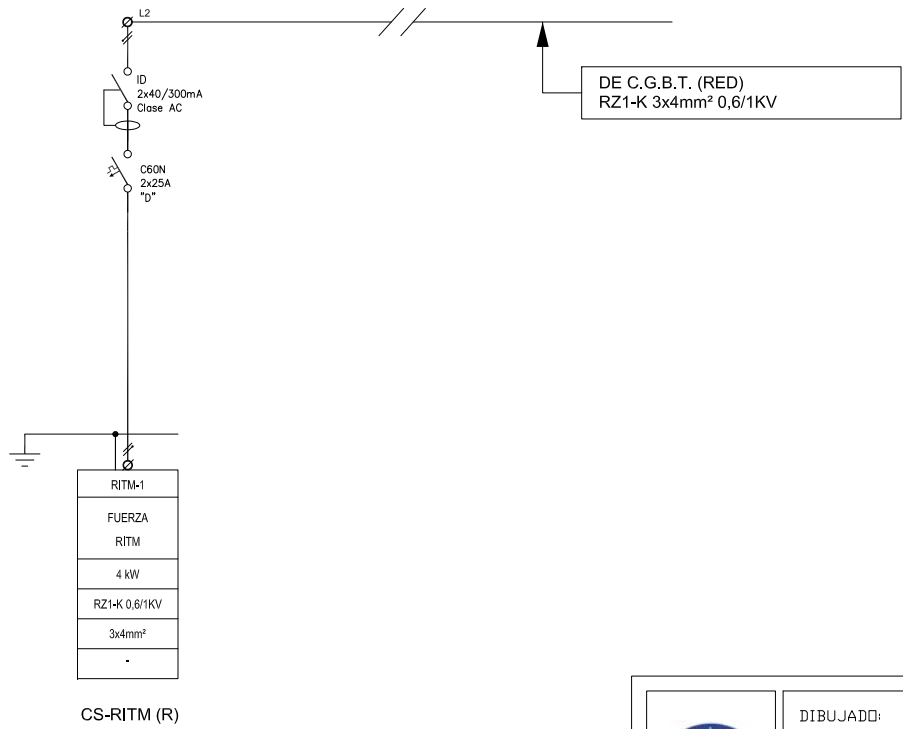 L2
DE C.G.B.T. (RED)
RZ1-K 3x4mm² 0,6/1KV
ID
2x40/300mA
Clase AC
C60N
2x25A
"D"
RITM-1
FUERZA
RITM
4 kW
RZ1-K 0,6/1KV
3x4mm²
-
CS-RITM (R)
DIBUJADO: